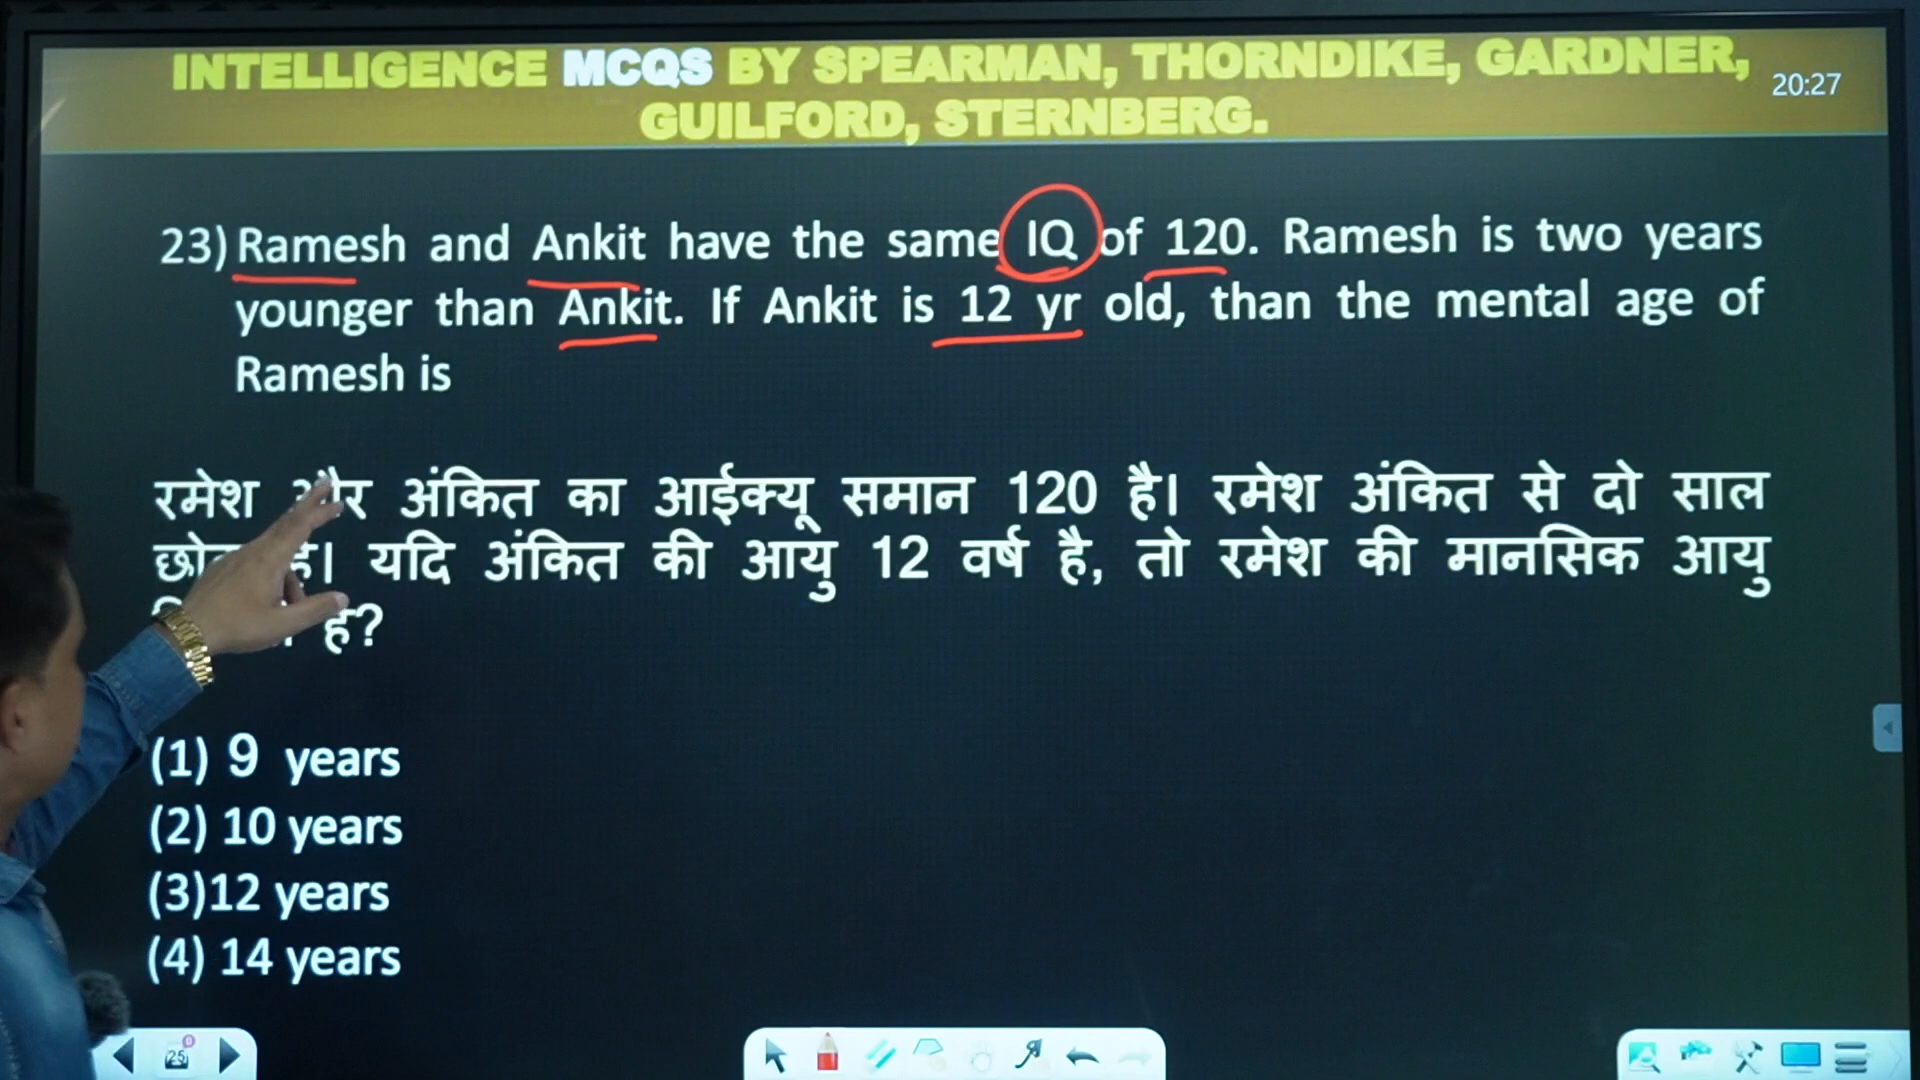 INTELLIGENCE MCQS BY SPEARMAN, THORNDIKE, GARDNER,
GUILFORD, STERNBERG.
20:27
23) Ramesh and Ankit have the same IQ of 120. Ramesh is two years
younger than Ankit. If Ankit is 12 yr old, than the mental age of
Ramesh is
रमेश और अंकित का आईक्यू समान 120 है। रमेश अंकित से दो साल
है। यदि अंकित की आयु 12 वर्ष है, तो रमेश की मानसिक आयु
है?
(1) 9 years
(2) 10 years
(3)12 years
(4) 14 years
25